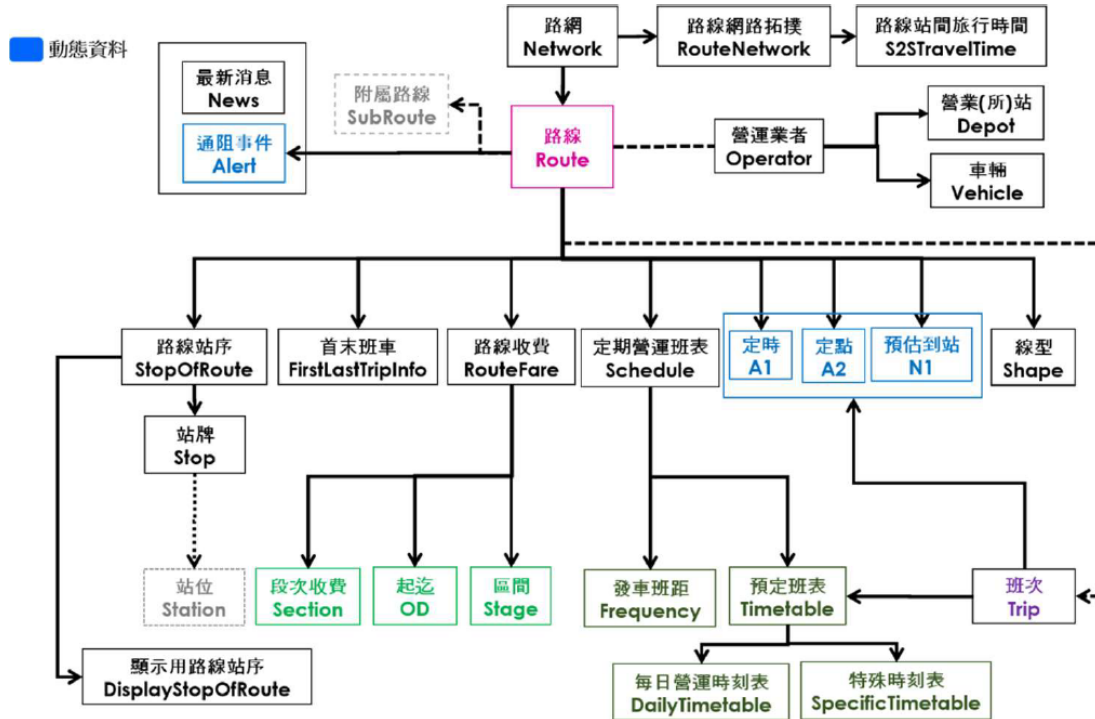 動態資料
路網
Network
路線網路拓撲
RouteNetwork
路線站間旅行時間
S2STravelTime
最新消息
News
通阻事件
Alert
附屬路線
SubRoute
路線
Route
營運業者
Operator
營業(所)站
Depot
車輛
Vehicle
路線站序
StopOfRoute
首末班車
FirstLastTripInfo
路線收費
RouteFare
定期營運班表
Schedule
定時
A1
定點
A2
預估到站
N1
線型
Shape
站牌
Stop
站位
Station
段次收費
Section
起迄
OD
區間
Stage
發車班距
Frequency
預定班表
Timetable
班次
Trip
顯示用路線站序
DisplayStopOfRoute
每日營運時刻表
DailyTimetable
特殊時刻表
SpecificTimetable